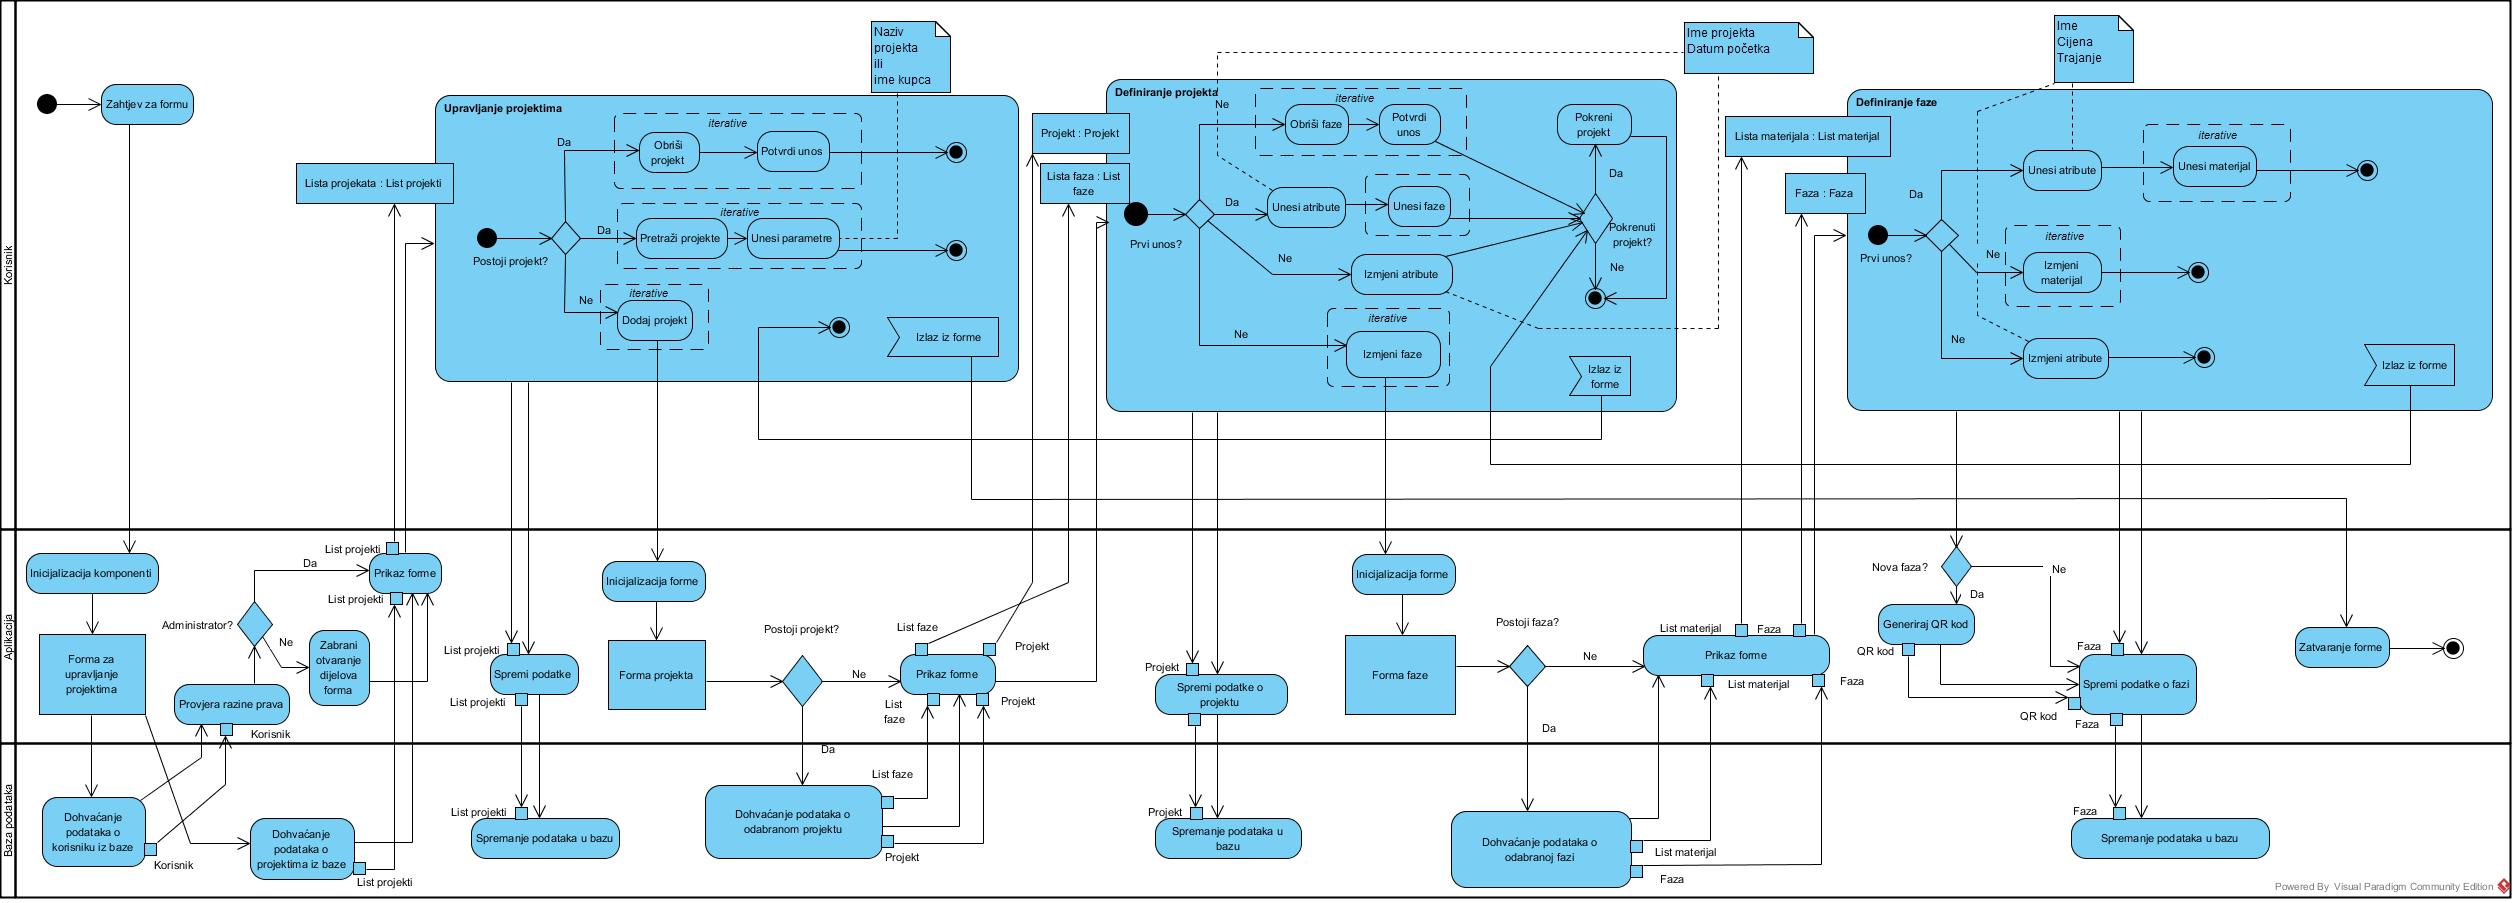 Korisnik
Zahtjev za formu
Lista projekata : List projekti
Upravljanje projektima
Naziv
projekta
ili
ime kupca
Postoji projekt?
Da
iterative
Obriši
projekt
Potvrdi unos
Da
iterative
Pretraži projekte
Unesi parametre
Ne
iterative
Dodaj projekt
Izlaz iz forme
Projekt : Projekt
Lista faza : List
faze
Definiranje projekta
Ime projekta
Datum početka
Prvi unos?
Ne
iterative
Obriši faze
Potvrdi
unos
Da
Unesi atribute
iterative
Unesi faze
Ne
Izmjeni atribute
Ne
iterative
Izmjeni faze
Pokreni
projekt
Da
Pokrenuti
projekt?
Ne
Izlaz iz
forme
Lista materijala : List materijal
Faza : Faza
Definiranje faze
Ime
Cijena
Trajanje
Prvi unos?
Da
Unesi atribute
iterative
Unesi materijal
Ne
iterative
Izmjeni
materijal
Ne
Izmjeni atribute
Izlaz iz forme
Aplikacija
Inicijalizacija komponenti
Forma za
upravljanje
projektima
Administrator?
Da
Ne
Provjera razine prava
Korisnik
Zabrani
otvaranje
dijelova
forma
List projekti
Prikaz forme
List projekti
List projekti
Spremi podatke
List projekti
Inicijalizacija forme
Forma projekta
Postoji projekt?
Ne
Da
List faze
Projekt
Prikaz forme
List
faze
Projekt
Projekt
Spremi podatke o
projektu
Inicijalizacija forme
Forma faze
Postoji faza?
Ne
Da
List materijal
Faza
Prikaz forme
List materijal
Faza
Nova faza?
Ne
Da
Generiraj QR kod
QR kod
Faza
Spremi podatke o fazi
QR kod
Faza
Zatvaranje forme
Baza podataka
Dohvaćanje
podataka o
korisniku iz baze
Korisnik
Dohvaćanje
podataka o
projektima iz baze
List projekti
List projekti
Spremanje podataka u bazu
Dohvaćanje podataka o
odabranom projektu
List faze
Projekt
Projekt
Spremanje podataka u
bazu
Dohvaćanje podataka o
odabranoj fazi
List materijal
Faza
Faza
Spremanje podataka u bazu
Powered By Visual Paradigm Community Edition